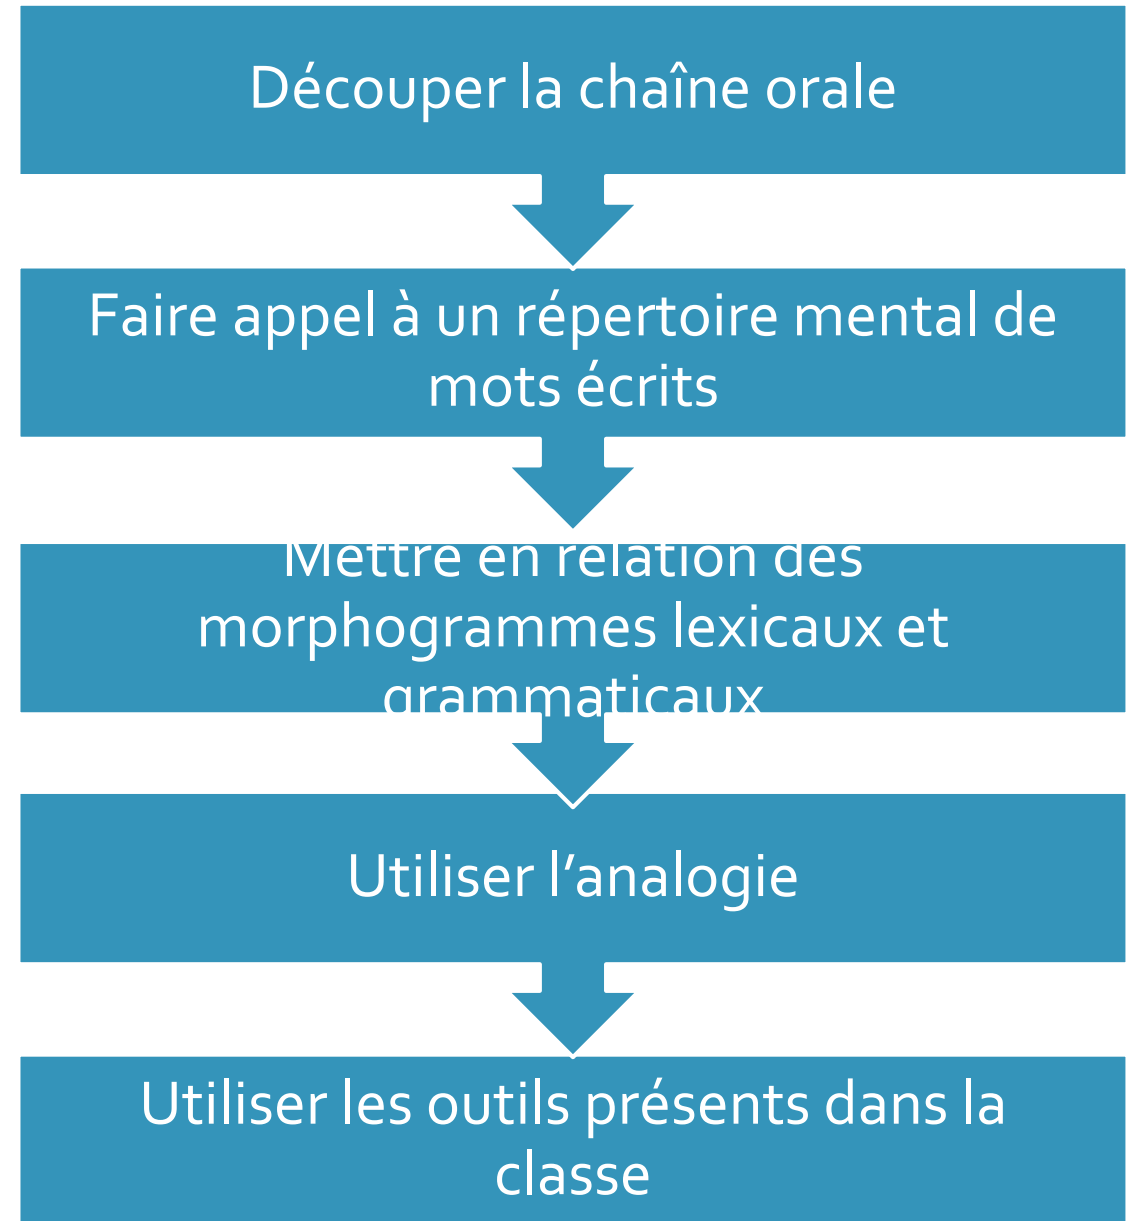 Découper la chaîne orale
Faire appel à un répertoire mental de
mots écrits
Mettre en relation des
morphogrammes lexicaux et
grammaticaux
Utiliser l’analogie
Utiliser les outils présents dans la
classe